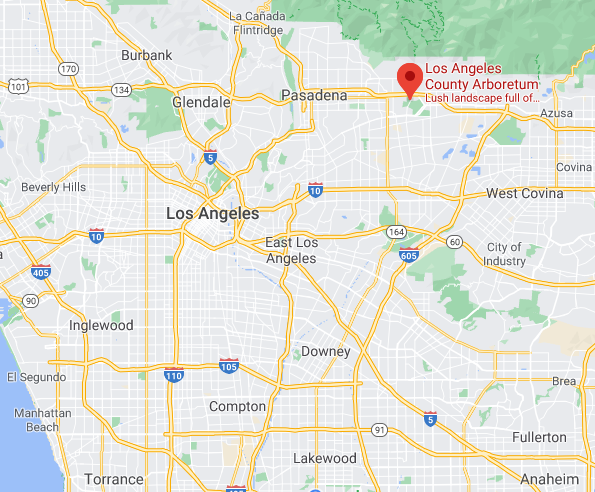 La Cañada
Flintridge
Burbank
170
101
134
Glendale
Pasadena
Los Angeles
County Arboretum
Lush landscape full of...
Azusa
5
Covina
Beverly Hills
10
West Covina
Los Angeles
164
10
60
East Los
Angeles
City of
Industry
605
405
90
Inglewood
Downey
105
110
El Segundo
Brea
Compton
Manhattan
Beach
5
91
Fullerton
Lakewood
Torrance
Anaheim